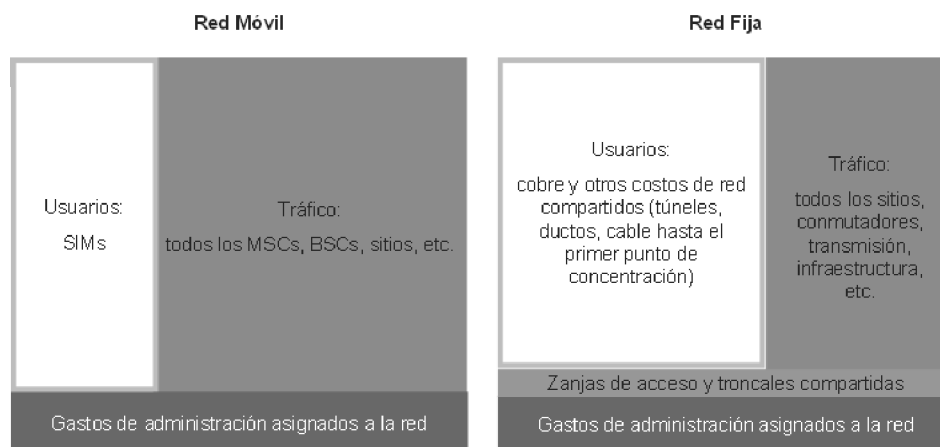 Red Móvil
Usuarios:
SIMs
Tráfico:
todos los MSCs, BSCs, sitios, etc.
Gastos de administración asignados a la red
Red Fija
Usuarios:
cobre y otros costos de red
compartidos (túneles,
ductos, cable hasta el
primer punto de
concentración)
Tráfico:
todos los sitios,
conmutadores,
transmisión,
infraestructura,
etc.
Zanjas de acceso y troncales compartidas
Gastos de administración asignados a la red